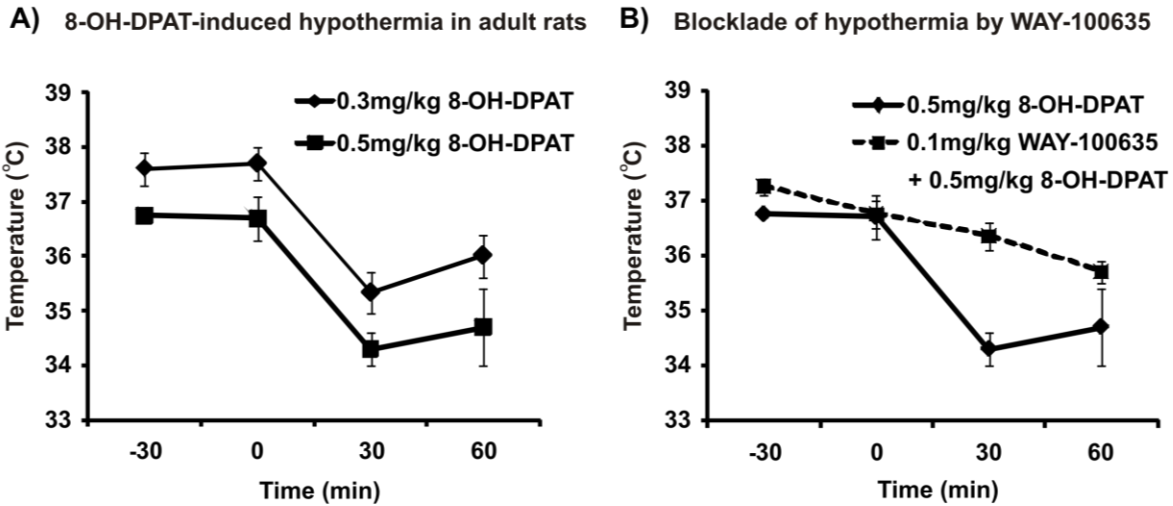 A) 8-OH-DPAT-induced hypothermia in adult rats
39
38
37
36
35
34
33
Temperature (°C)
0.3mg/kg 8-OH-DPAT
0.5mg/kg 8-OH-DPAT
-30 0 30 60
Time (min)
B) Blocklade of hypothermia by WAY-100635
39
38
37
36
35
34
33
Temperature (°C)
0.5mg/kg 8-OH-DPAT
0.1mg/kg WAY-100635
+ 0.5mg/kg 8-OH-DPAT
-30 0 30 60
Time (min)